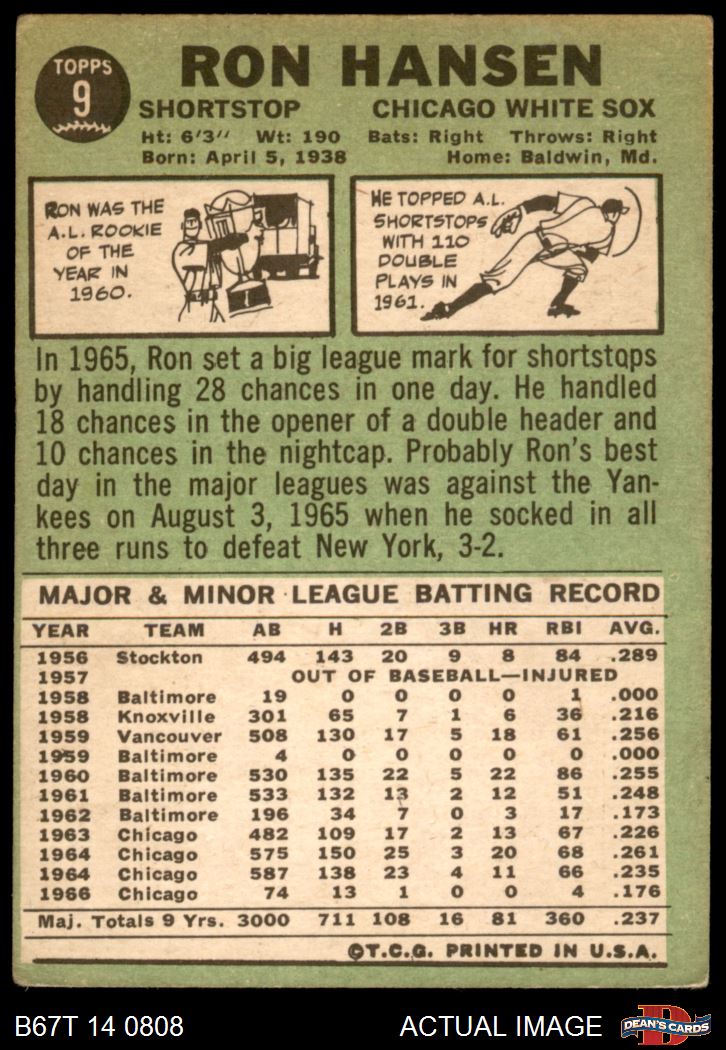 TOPPS
9
RON HANSEN
SHORTSTOP CHICAGO WHITE SOX
Ht: 6'3" Wt: 190 Bats: Right Throws: Right
Born: April 5, 1938 Home: Baldwin, Md.
RON WAS THE
A.L. ROOKIE
OF THE
YEAR IN
1960.
HE TOPPED A.L.
SHORTSTOPS
WITH 110
DOUBLE
PLAYS IN
1961.
In 1965, Ron set a big league mark for shortstops
by handling 28 chances in one day. He handled
18 chances in the opener of a double header and
10 chances in the nightcap. Probably Ron's best
day in the major leagues was against the Yan-
kees on August 3, 1965 when he socked in all
three runs to defeat New York, 3-2.
MAJOR & MINOR LEAGUE BATTING RECORD
YEAR TEAM AB H 2B 3B HR RBI AVG.
1956 Stockton 494 143 20 9 8 84 .289
1957 OUT OF BASEBALL—INJURED
1958 Baltimore 19 0 0 0 0 1 .000
1958 Knoxville 301 65 7 1 6 36 .216
1959 Vancouver 508 130 17 5 18 61 .256
1959 Baltimore 4 0 0 0 0 0 .000
1960 Baltimore 530 135 22 5 22 86 .255
1961 Baltimore 533 132 13 2 12 51 .248
1962 Baltimore 196 34 7 0 3 17 .173
1963 Chicago 482 109 17 2 13 67 .226
1964 Chicago 575 150 25 3 20 68 .261
1964 Chicago 587 138 23 4 11 66 .235
1966 Chicago 74 13 1 0 0 4 .176
Maj. Totals 9 Yrs. 3000 711 108 16 81 360 .237
©T.C.G. PRINTED IN U.S.A.
B67T 14 0808 ACTUAL IMAGE
D
DEAN'S CARDS